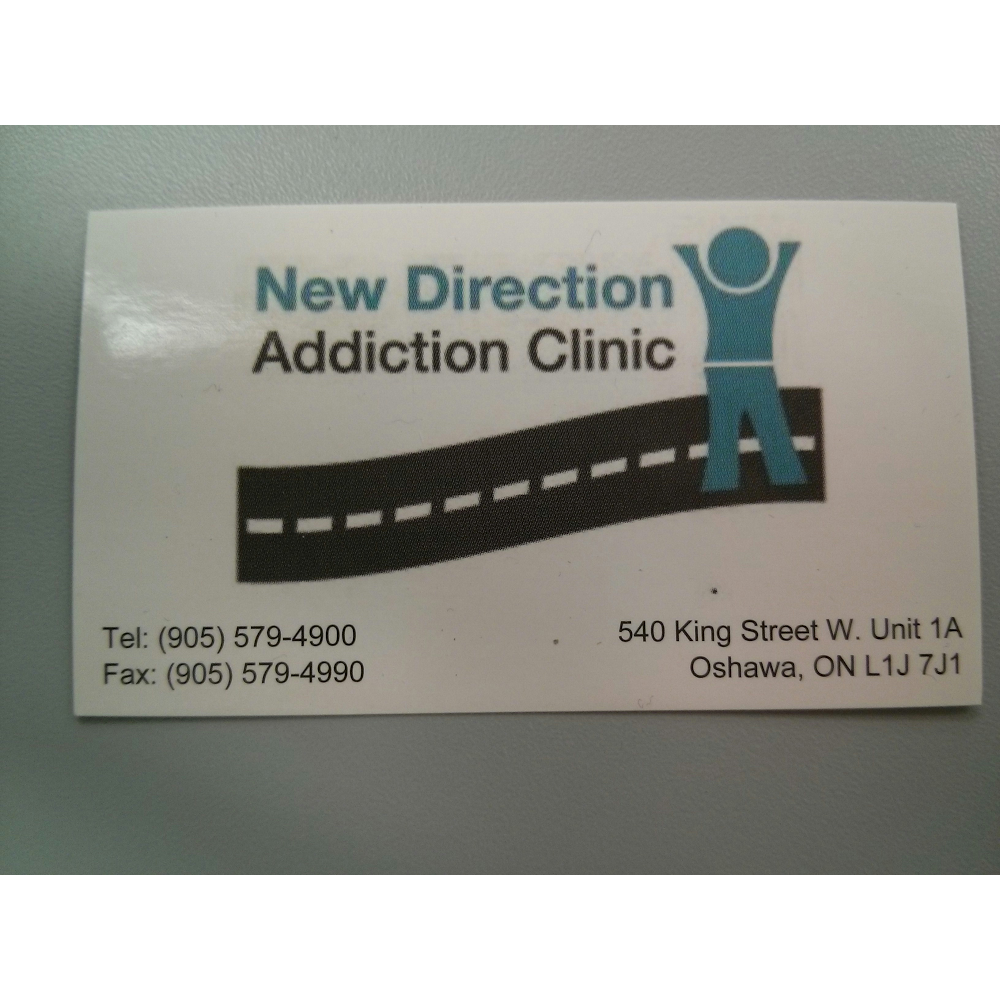 New Direction
Addiction Clinic
Tel: (905) 579-4900
Fax: (905) 579-4990
540 King Street W. Unit 1A
Oshawa, ON L1J 7J1